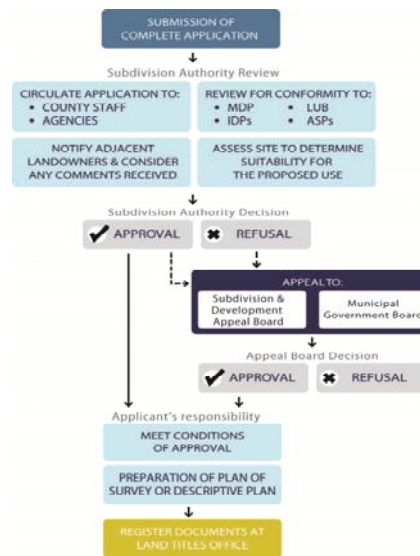 SUBMISSION OF
COMPLETE APPLICATION
Subdivision Authority Review
CIRCULATE APPLICATION TO:
• COUNTY STAFF
• AGENCIES
REVIEW FOR CONFORMITY TO:
• MDP • LUB
• IDPs • ASPs
NOTIFY ADJACENT
LANDOWNERS & CONSIDER
ANY COMMENTS RECEIVED
ASSESS SITE TO DETERMINE
SUITABILITY FOR
THE PROPOSED USE
Subdivision Authority Decision
APPROVAL
REFUSAL
APPEAL TO:
Subdivision &
Development
Appeal Board
Municipal
Government Board
Appeal Board Decision
APPROVAL
REFUSAL
Applicant's responsibility
MEET CONDITIONS
OF APPROVAL
PREPARATION OF PLAN OF
SURVEY OR DESCRIPTIVE PLAN
REGISTER DOCUMENTS AT
LAND TITLES OFFICE